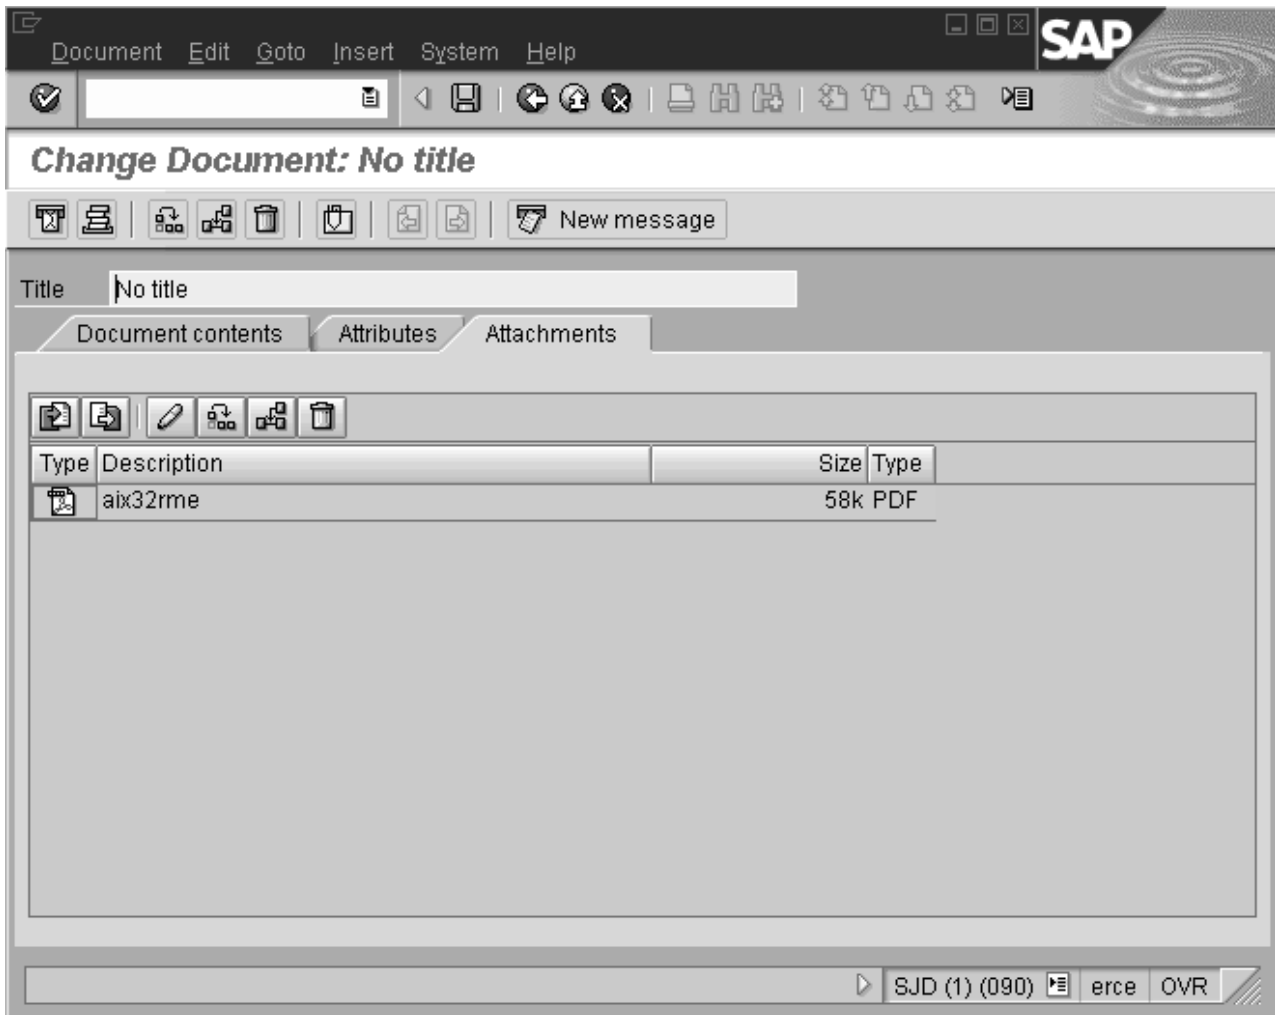 Document Edit Goto Insert System Help
SAP
Change Document: No title
New message
Title No title
Document contents Attributes Attachments
Type Description Size Type
aix32rme 58k PDF
SJD (1) (090) erce OVR